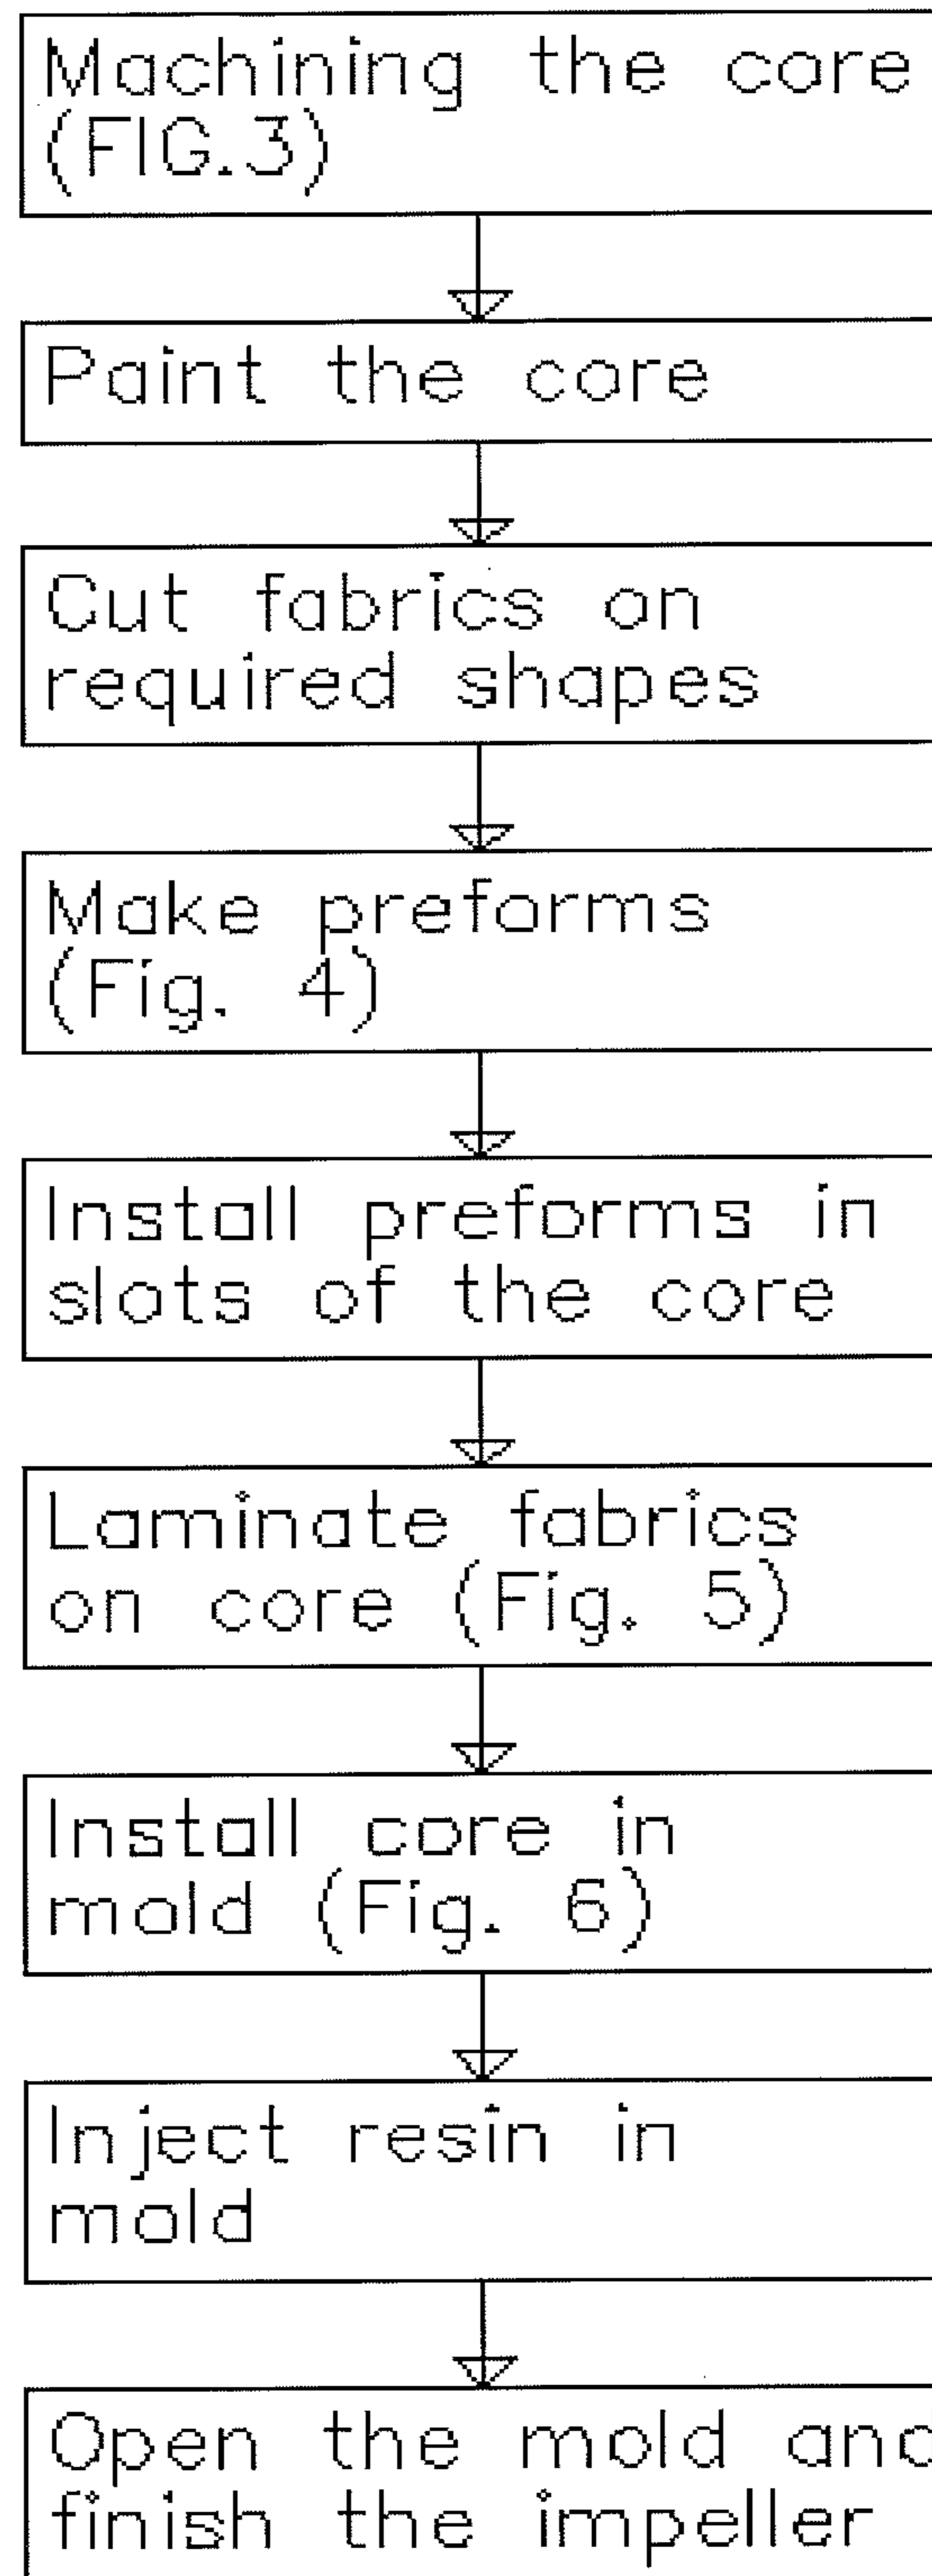 Machining the core
(FIG.3)
Paint the core
Cut fabrics on
required shapes
Make preforms
(Fig. 4)
Install preforms in
slots of the core
Laminate fabrics
on core (Fig. 5)
Install core in
mold (Fig. 6)
Inject resin in
mold
Open the mold and
finish the impeller